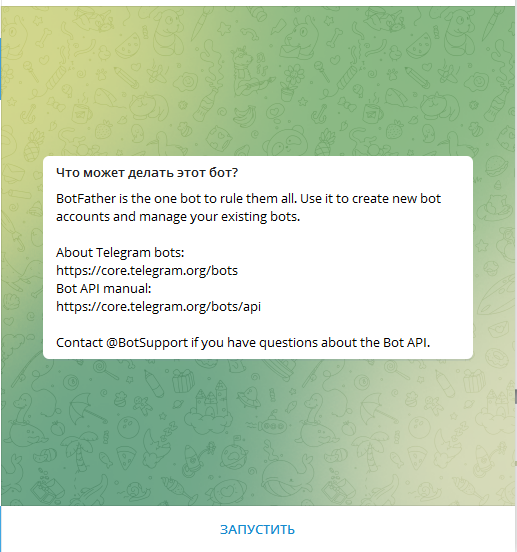 Что может делать этот бот?
BotFather is the one bot to rule them all. Use it to create new bot
accounts and manage your existing bots.
About Telegram bots:
https://core.telegram.org/bots
Bot API manual:
https://core.telegram.org/bots/api
Contact @BotSupport if you have questions about the Bot API.
ЗАПУСТИТЬ